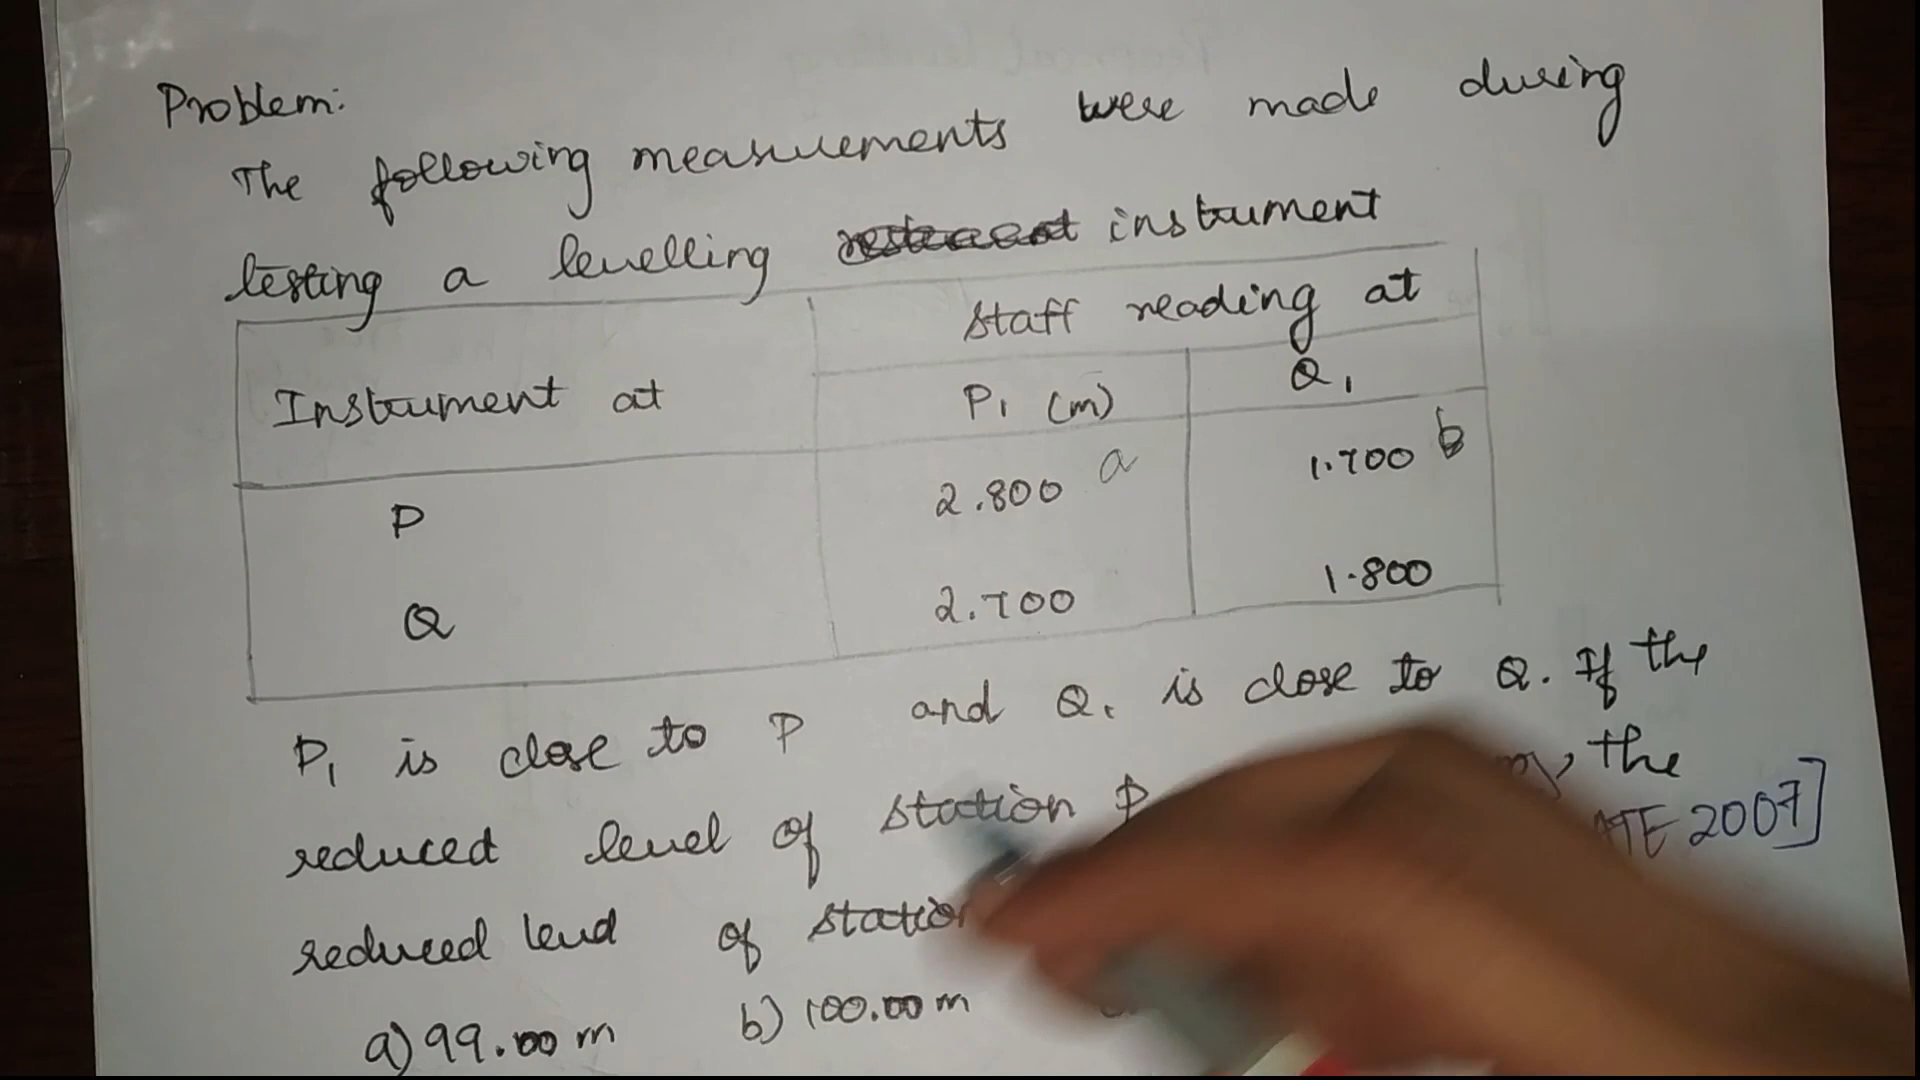 Problem:
The following measurements were made during
testing a levelling instrument
Staff reading at
Instrument at P1 (m) Q1
P 2.800 a 1.700 b
Q 2.700 1.800
P1 is close to P and Q1 is close to Q. If the
reduced level of station P the
reduced level of station ATE 2007]
a) 99.00 m b) 100.00 m